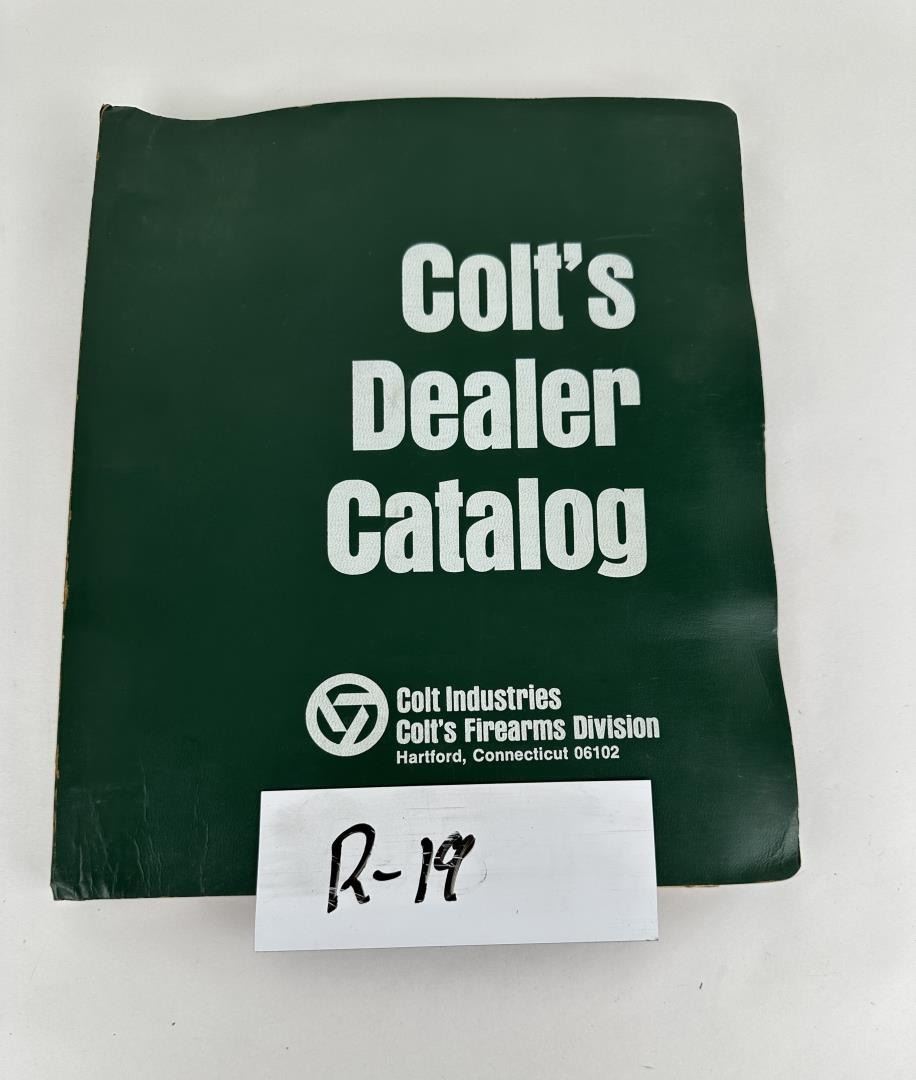 Colt's
Dealer
Catalog
Colt Industries
Colt's Firearms Division
Hartford, Connecticut 06102
R-19